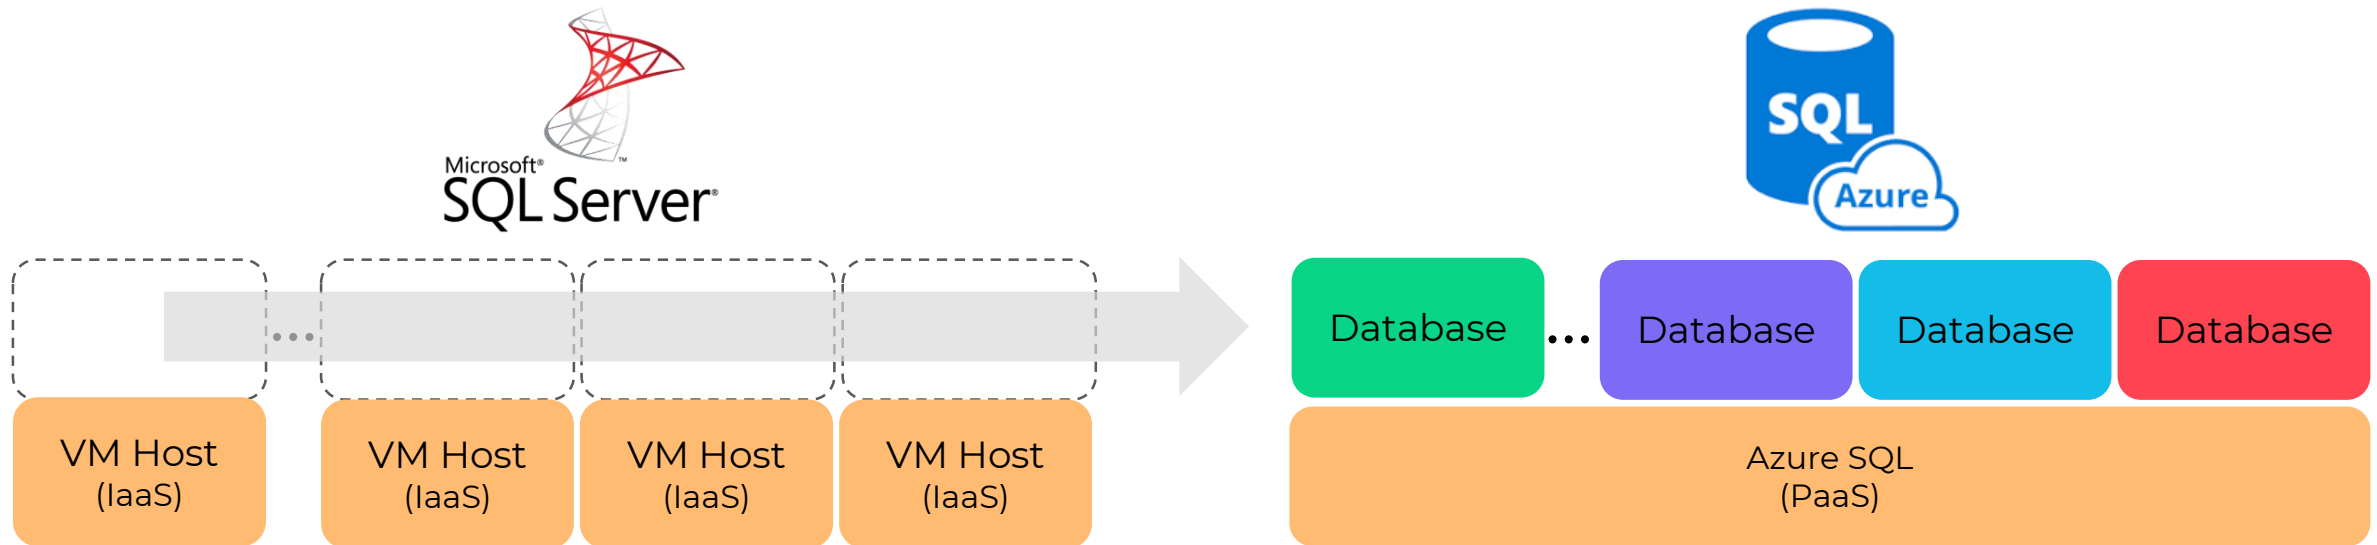 Microsoft®
SQL Server®
™
SQL
Azure
...
VM Host
(IaaS)
VM Host
(IaaS)
VM Host
(IaaS)
VM Host
(IaaS)
Database
...
Database
Database
Database
Azure SQL
(PaaS)